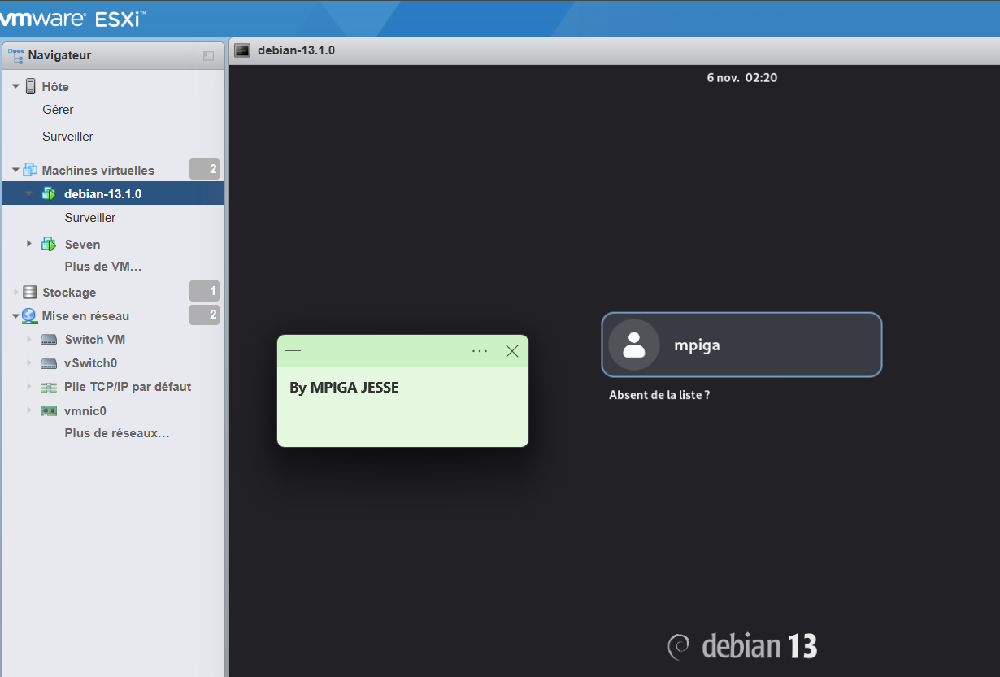 vmware® ESXi™
Navigateur
Hôte
Gérer
Surveiller
Machines virtuelles 2
debian-13.1.0
Surveiller
Seven
Plus de VM...
Stockage 1
Mise en réseau 2
Switch VM
vSwitch0
Pile TCP/IP par défaut
vmnic0
Plus de réseaux...
debian-13.1.0
6 nov. 02:20
By MPIGA JESSE
mpiga
Absent de la liste ?
debian 13